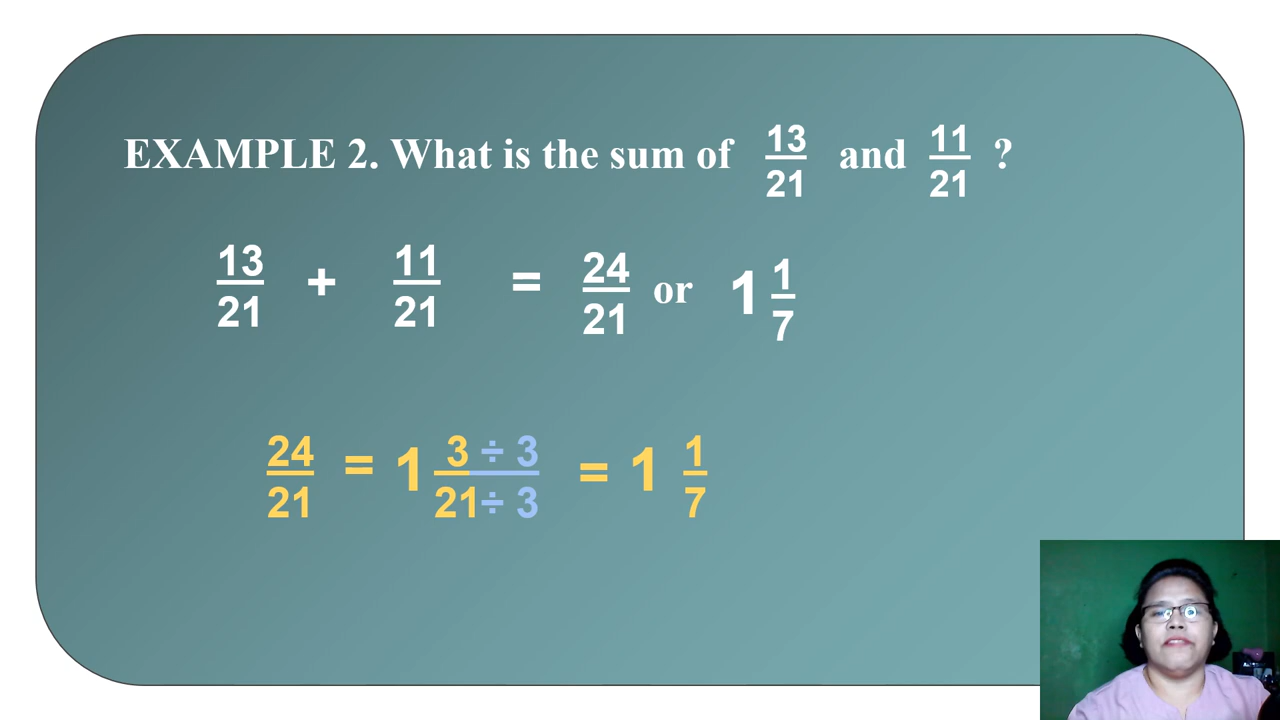 EXAMPLE 2. What is the sum of 13/21 and 11/21 ?
13/21 + 11/21 = 24/21 or 1 1/7
24/21 = 1 3 ÷ 3/21 ÷ 3 = 1 1/7